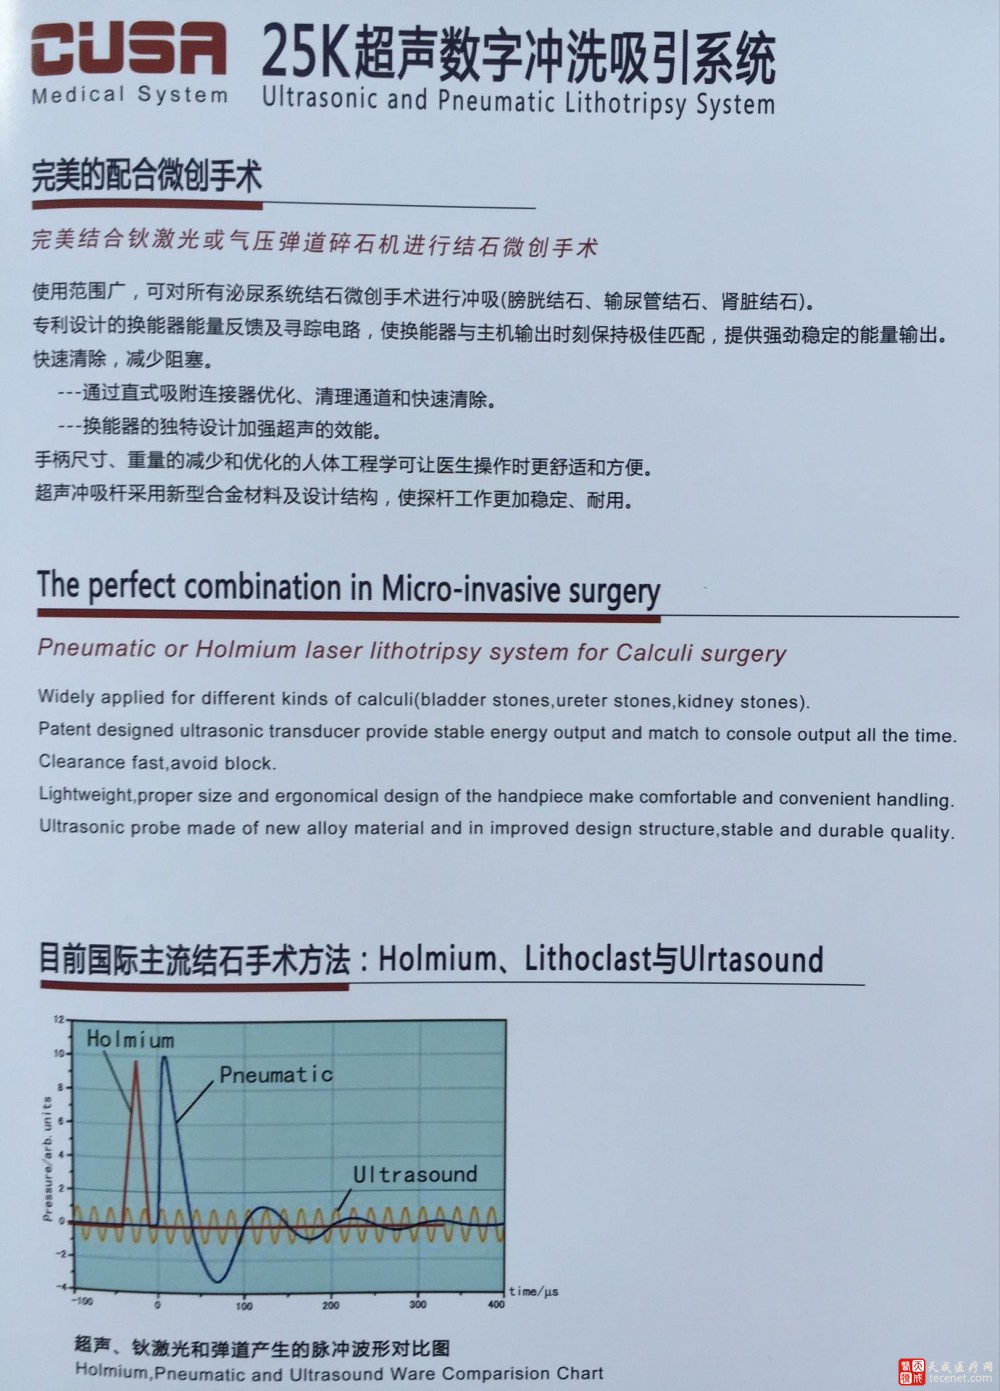 CUSA
Medical System
25K超声数字冲洗吸引系统
Ultrasonic and Pneumatic Lithotripsy System
完美的配合微创手术
完美结合钬激光或气压弹道碎石机进行结石微创手术
使用范围广，可对所有泌尿系统结石微创手术进行冲吸(膀胱结石、输尿管结石、肾脏结石)。
专利设计的换能器能量反馈及寻踪电路，使换能器与主机输出时刻保持极佳匹配，提供强劲稳定的能量输出。
快速清除，减少阻塞。
---通过直式吸附连接器优化、清理通道和快速清除。
---换能器的独特设计加强超声的效能。
手柄尺寸、重量的减少和优化的人体工程学可让医生操作时更舒适和方便。
超声冲吸杆采用新型合金材料及设计结构，使探杆工作更加稳定、耐用。
The perfect combination in Micro-invasive surgery
Pneumatic or Holmium laser lithotripsy system for Calculi surgery
Widely applied for different kinds of calculi(bladder stones,ureter stones,kidney stones).
Patent designed ultrasonic transducer provide stable energy output and match to console output all the time.
Clearance fast,avoid block.
Lightweight,proper size and ergonomical design of the handpiece make comfortable and convenient handling.
Ultrasonic probe made of new alloy material and in improved design structure,stable and durable quality.
目前国际主流结石手术方法：Holmium、Lithoclast与Ulrtasound
12
10
8
6
4
2
0
-2
-4
Pressure/arb.units
Holmium
Pneumatic
Ultrasound
-100
0
100
200
300
400
time/μs
超声、钬激光和弹道产生的脉冲波形对比图
Holmium,Pneumatic and Ultrasound Ware Comparision Chart
天成医疗网
tecenet.com